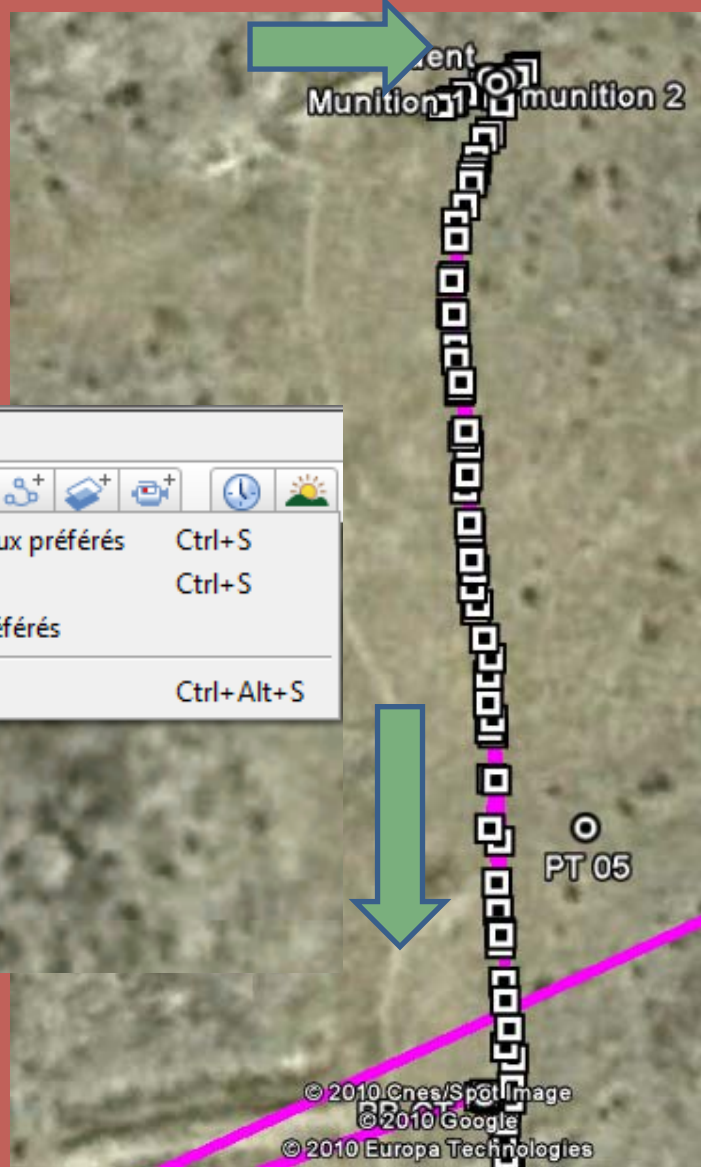 Munition 1
munition 2
ux préférés Ctrl+S
Ctrl+S
éférés
Ctrl+Alt+S
PT 05
© 2010 Cnes/Spot Image
© 2010 Google
© 2010 Europa Technologies